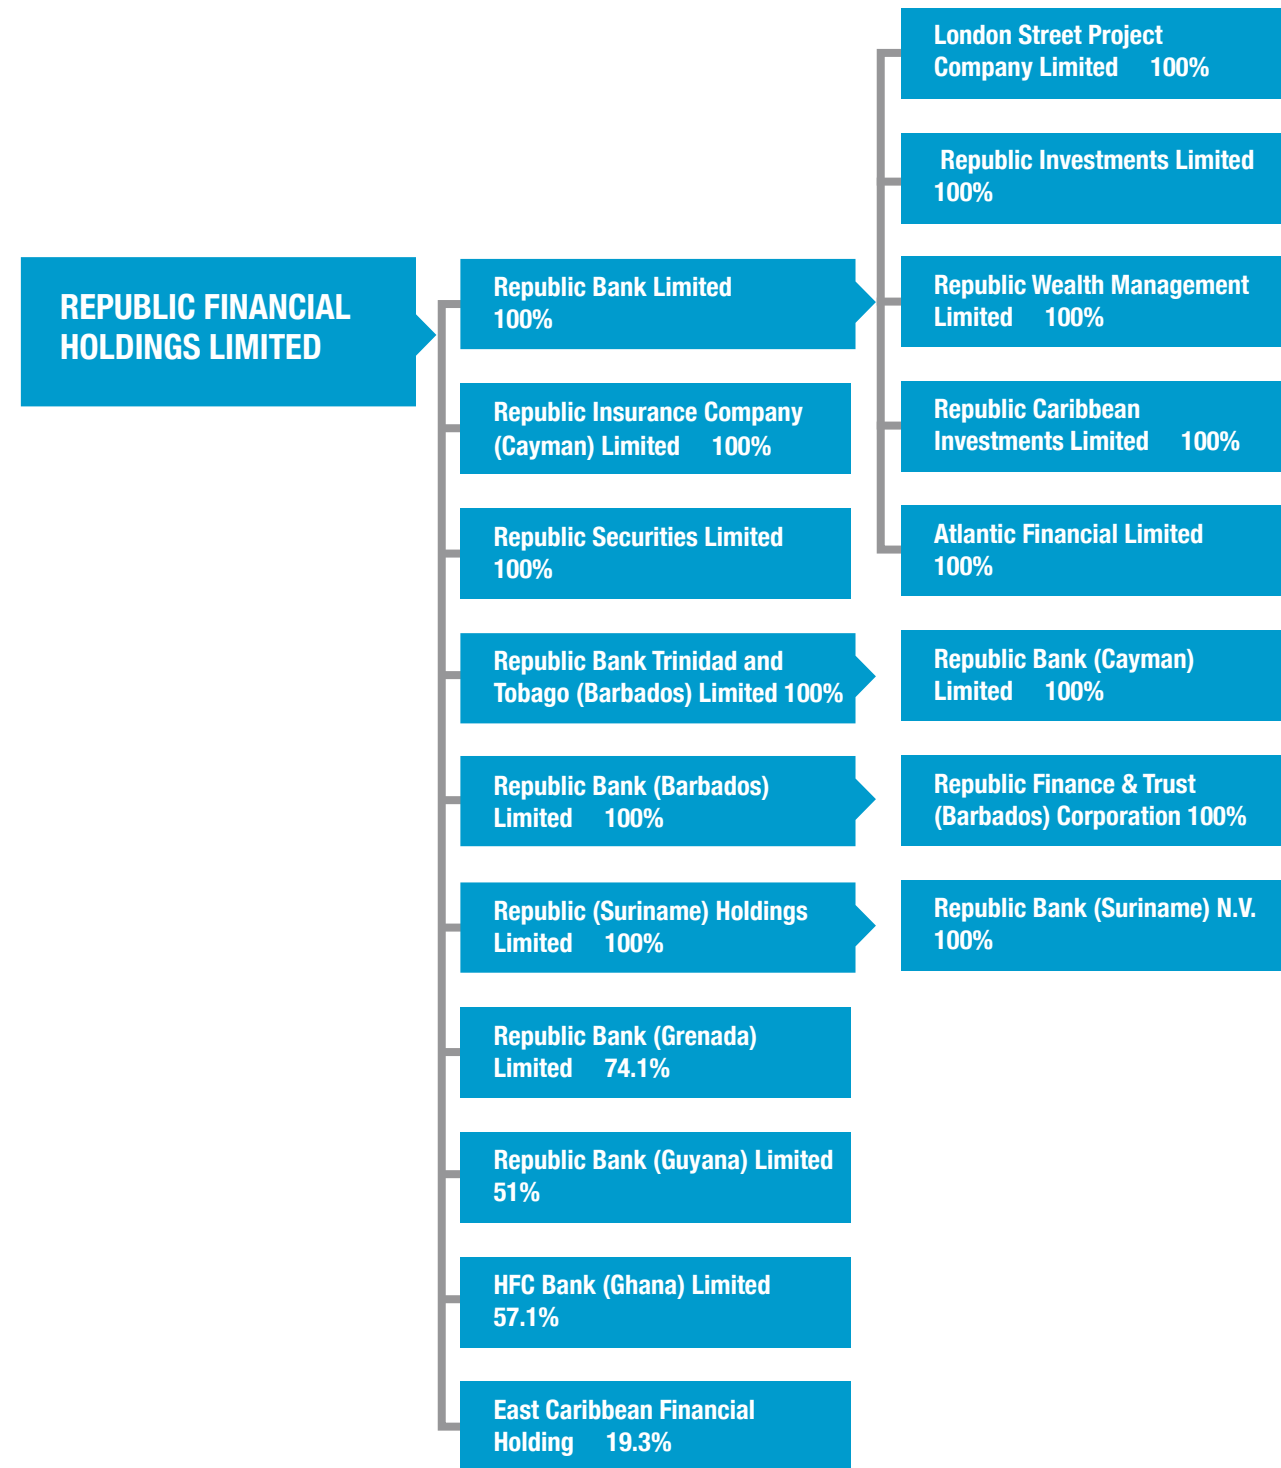 REPUBLIC FINANCIAL
HOLDINGS LIMITED
Republic Bank Limited
100%
Republic Insurance Company
(Cayman) Limited 100%
Republic Securities Limited
100%
Republic Bank Trinidad and
Tobago (Barbados) Limited 100%
Republic Bank (Barbados)
Limited 100%
Republic (Suriname) Holdings
Limited 100%
Republic Bank (Grenada)
Limited 74.1%
Republic Bank (Guyana) Limited
51%
HFC Bank (Ghana) Limited
57.1%
East Caribbean Financial
Holding 19.3%
London Street Project
Company Limited 100%
Republic Investments Limited
100%
Republic Wealth Management
Limited 100%
Republic Caribbean
Investments Limited 100%
Atlantic Financial Limited
100%
Republic Bank (Cayman)
Limited 100%
Republic Finance & Trust
(Barbados) Corporation 100%
Republic Bank (Suriname) N.V.
100%